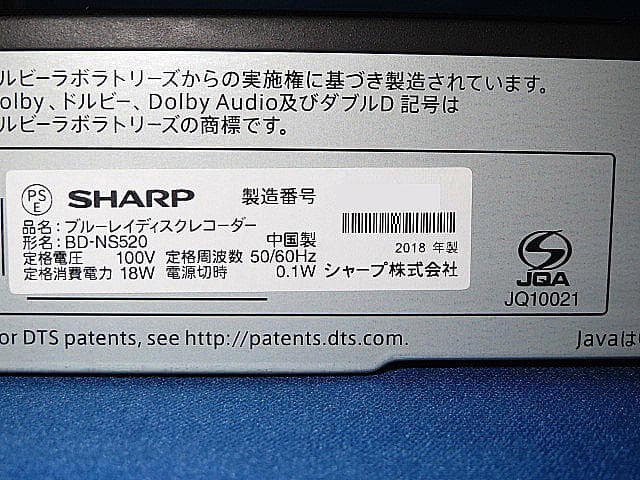 ルビーラボラトリーズからの実施権に基づき製造されています。
olby、ドルビー、Dolby Audio及びダブルD 記号は
ルビーラボラトリーズの商標です。
PS
E
SHARP 製造番号
品名:ブルーレイディスクレコーダー
形名:BD-NS520 中国製 2018 年製
定格電圧 100V 定格周波数 50/60Hz
定格消費電力 18W 電源切時 0.1W シャープ株式会社
JQA
JQ10021
or DTS patents, see http://patents.dts.com.
Javaは